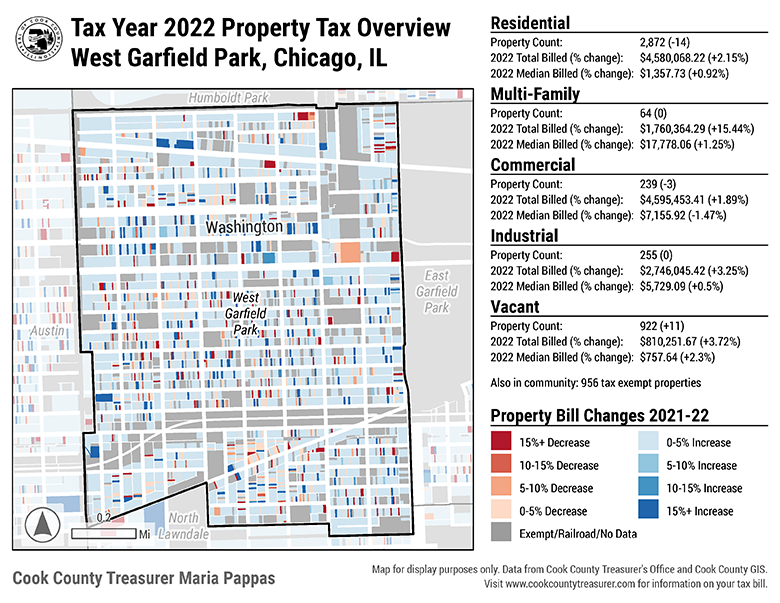 Tax Year 2022 Property Tax Overview
West Garfield Park, Chicago, IL
Humboldt Park
Washington
West
Garfield
Park
East
Garfield
Park
Austin
North
Lawndale
0.2
Mi
Residential
Property Count: 2,872 (-14)
2022 Total Billed (% change): $4,580,068.22 (+2.15%)
2022 Median Billed (% change): $1,357.73 (+0.92%)
Multi-Family
Property Count: 64 (0)
2022 Total Billed (% change): $1,760,364.29 (+15.44%)
2022 Median Billed (% change): $17,778.06 (+1.25%)
Commercial
Property Count: 239 (-3)
2022 Total Billed (% change): $4,595,453.41 (+1.89%)
2022 Median Billed (% change): $7,155.92 (-1.47%)
Industrial
Property Count: 255 (0)
2022 Total Billed (% change): $2,746,045.42 (+3.25%)
2022 Median Billed (% change): $5,729.09 (+0.5%)
Vacant
Property Count: 922 (+11)
2022 Total Billed (% change): $810,251.67 (+3.72%)
2022 Median Billed (% change): $757.64 (+2.3%)
Also in community: 956 tax exempt properties
Property Bill Changes 2021-22
15%+ Decrease
10-15% Decrease
5-10% Decrease
0-5% Decrease
0-5% Increase
5-10% Increase
10-15% Increase
15%+ Increase
Exempt/Railroad/No Data
Cook County Treasurer Maria Pappas
Map for display purposes only. Data from Cook County Treasurer's Office and Cook County GIS.
Visit www.cookcountytreasurer.com for information on your tax bill.